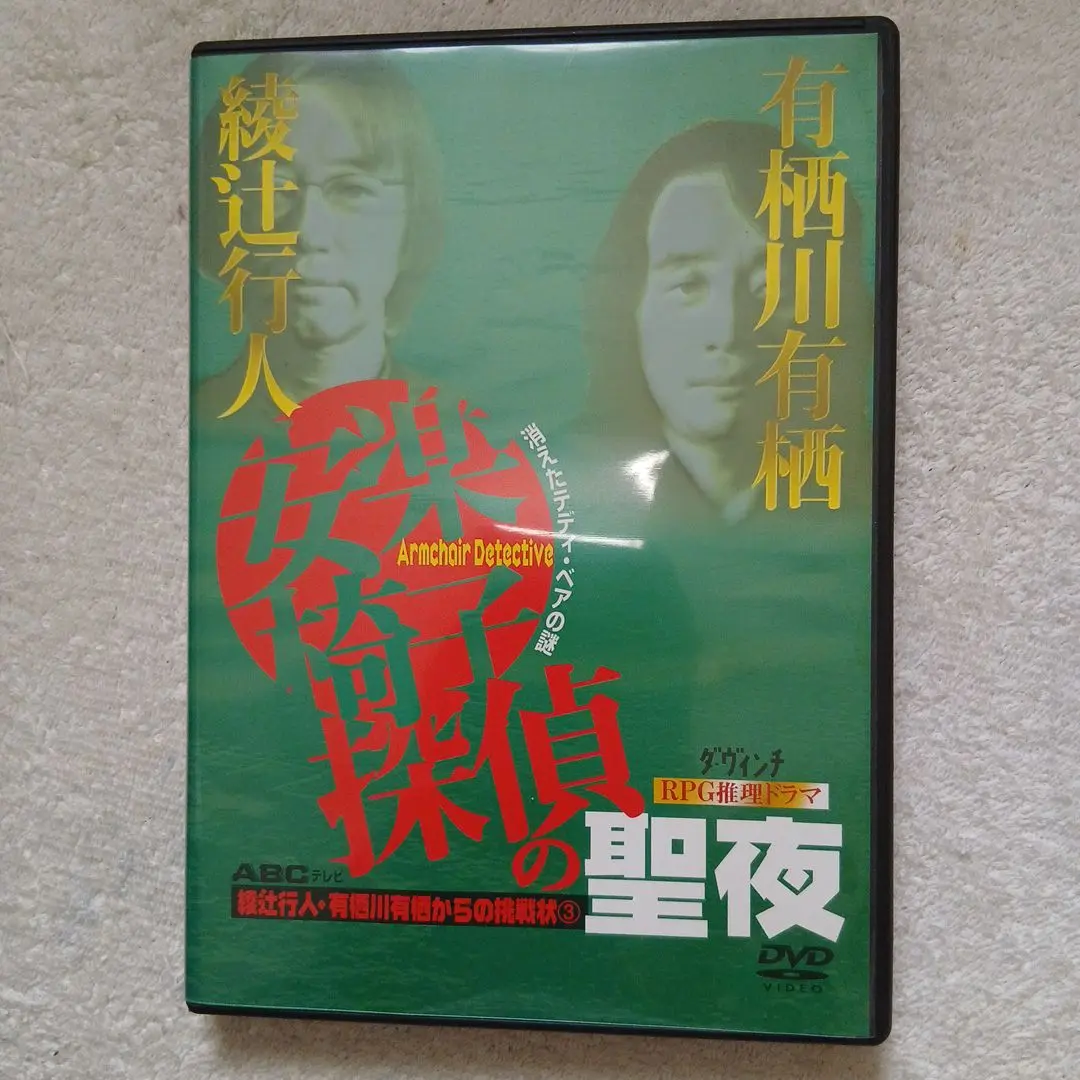 綾辻行人
有栖川有栖
安楽
椅子
探偵の
聖夜
Armchair Detective
消えたテディ・ベアの謎
ダ・ヴィンチ
RPG推理ドラマ
ABCテレビ
綾辻行人・有栖川有栖からの挑戦状③
DVD
VIDEO